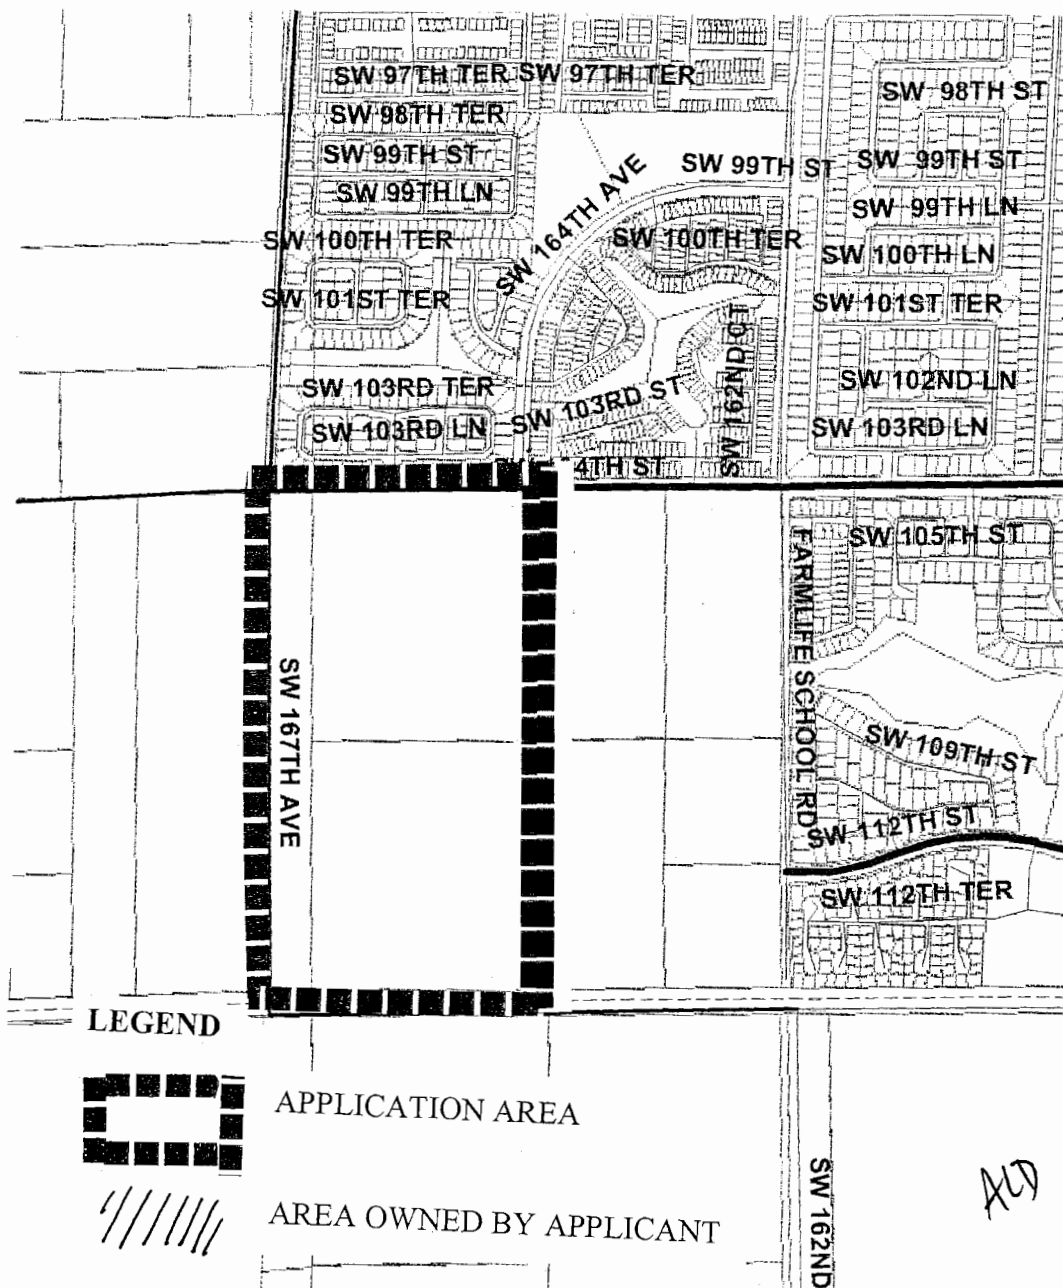 SW 97TH TER SW 97TH TER
SW 98TH ST
SW 98TH TER
SW 99TH ST
SW 99TH ST
SW 99TH ST
SW 99TH LN
SW 164TH AVE
SW 99TH LN
SW 100TH TER
SW 100TH TER
SW 100TH LN
SW 101ST TER
SW 101ST TER
SW 162ND CT
SW 103RD TER
SW 102ND LN
SW 103RD ST
SW 103RD LN
SW 103RD LN
4TH ST
SW 105TH ST
FARMLIFE SCHOOL RD
SW 167TH AVE
SW 109TH ST
SW 112TH ST
SW 112TH TER
LEGEND
APPLICATION AREA
AREA OWNED BY APPLICANT
SW 162ND
ALD